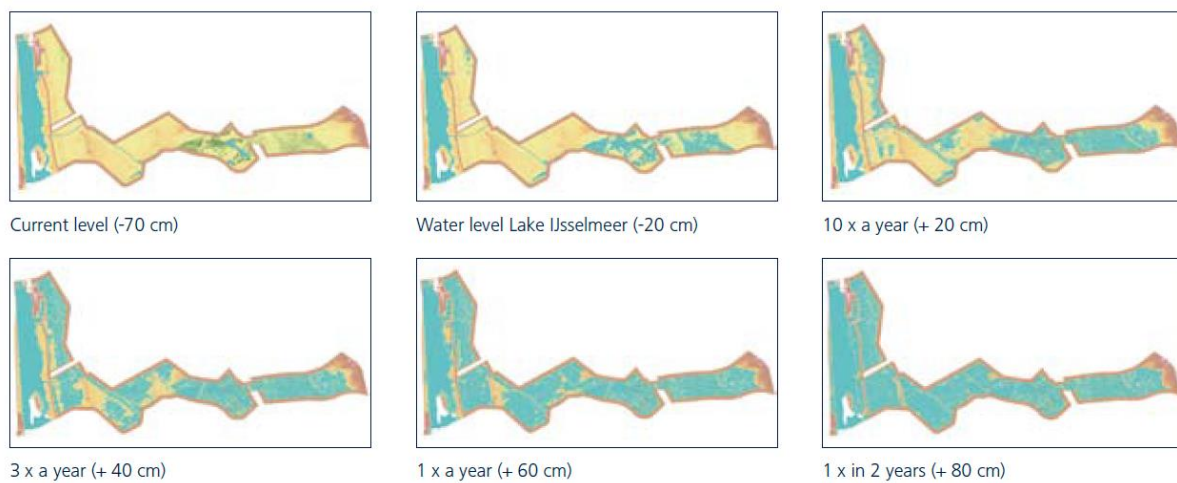 Current level (-70 cm)
Water level Lake IJsselmeer (-20 cm)
10 x a year (+ 20 cm)
3 x a year (+ 40 cm)
1 x a year (+ 60 cm)
1 x in 2 years (+ 80 cm)